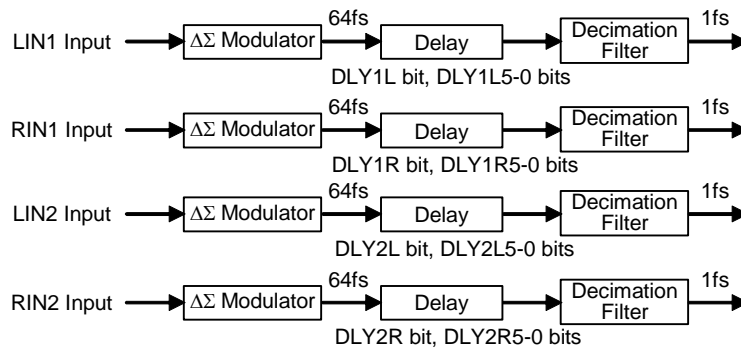 64fs
1fs
LIN1 Input
ΔΣ Modulator
Delay
Decimation
Filter
DLY1L bit, DLY1L5-0 bits
64fs
1fs
RIN1 Input
ΔΣ Modulator
Delay
Decimation
Filter
DLY1R bit, DLY1R5-0 bits
64fs
1fs
LIN2 Input
ΔΣ Modulator
Delay
Decimation
Filter
DLY2L bit, DLY2L5-0 bits
64fs
1fs
RIN2 Input
ΔΣ Modulator
Delay
Decimation
Filter
DLY2R bit, DLY2R5-0 bits